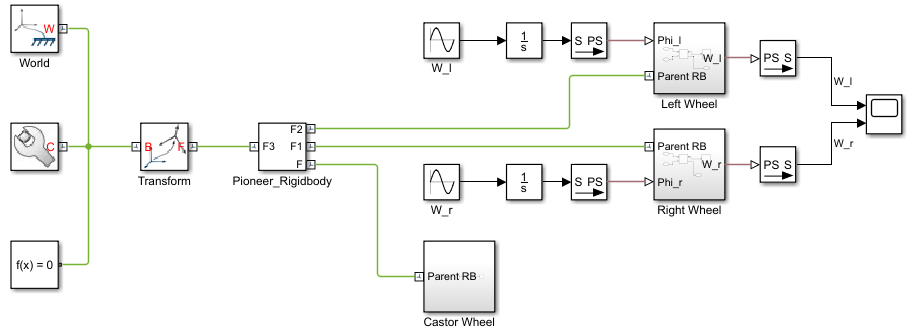 W
World
C
B F
Transform
f(x) = 0
F3
F2
F1
F
Pioneer_Rigidbody
W_l
1
s
S PS
Phi_l
W_l
Parent RB
Left Wheel
PS S
W_l
Parent RB
W_r
Phi_r
Right Wheel
PS S
W_r
W_r
1
s
S PS
Parent RB
Castor Wheel